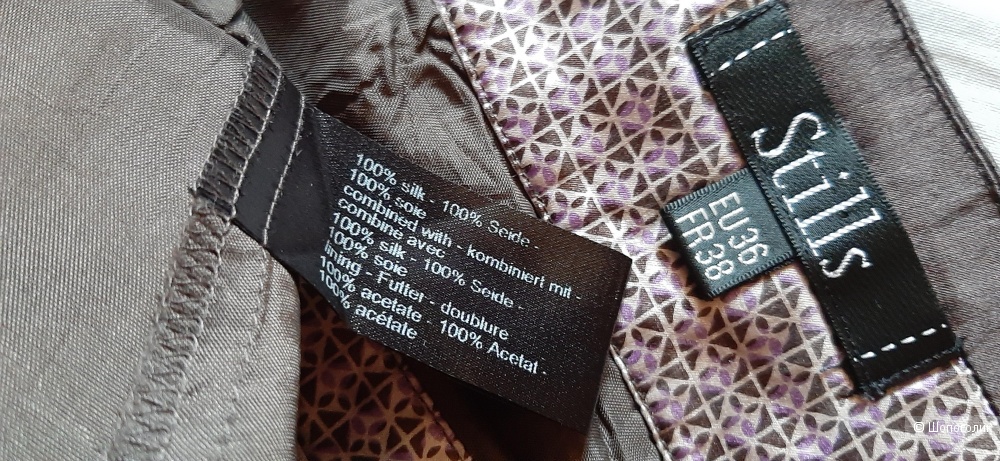 100% silk - 100% Seide -
100% soie
combined with - kombiniert mit -
combiné avec
100% silk - 100% Seide -
100% soie
lining - Futter - doublure
100% acetate - 100% Acetat -
100% acétate
Stills
EU 36
FR 38
© Шопоголик